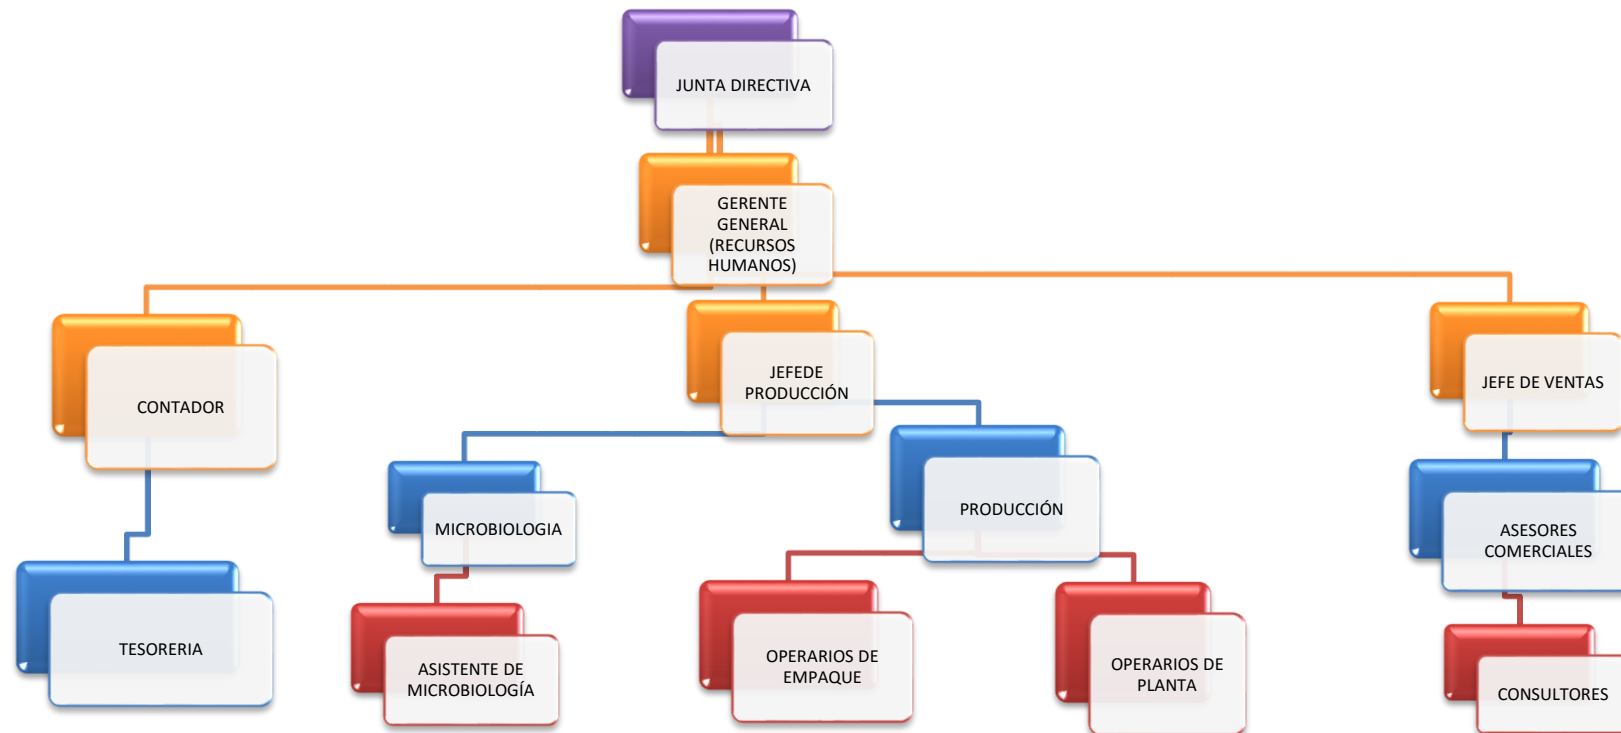 JUNTA DIRECTIVA
GERENTE
GENERAL
(RECURSOS
HUMANOS)
CONTADOR
JEFEDE
PRODUCCIÓN
JEFE DE VENTAS
MICROBIOLOGIA
PRODUCCIÓN
ASESORES
COMERCIALES
TESORERIA
ASISTENTE DE
MICROBIOLOGÍA
OPERARIOS DE
EMPAQUE
OPERARIOS DE
PLANTA
CONSULTORES